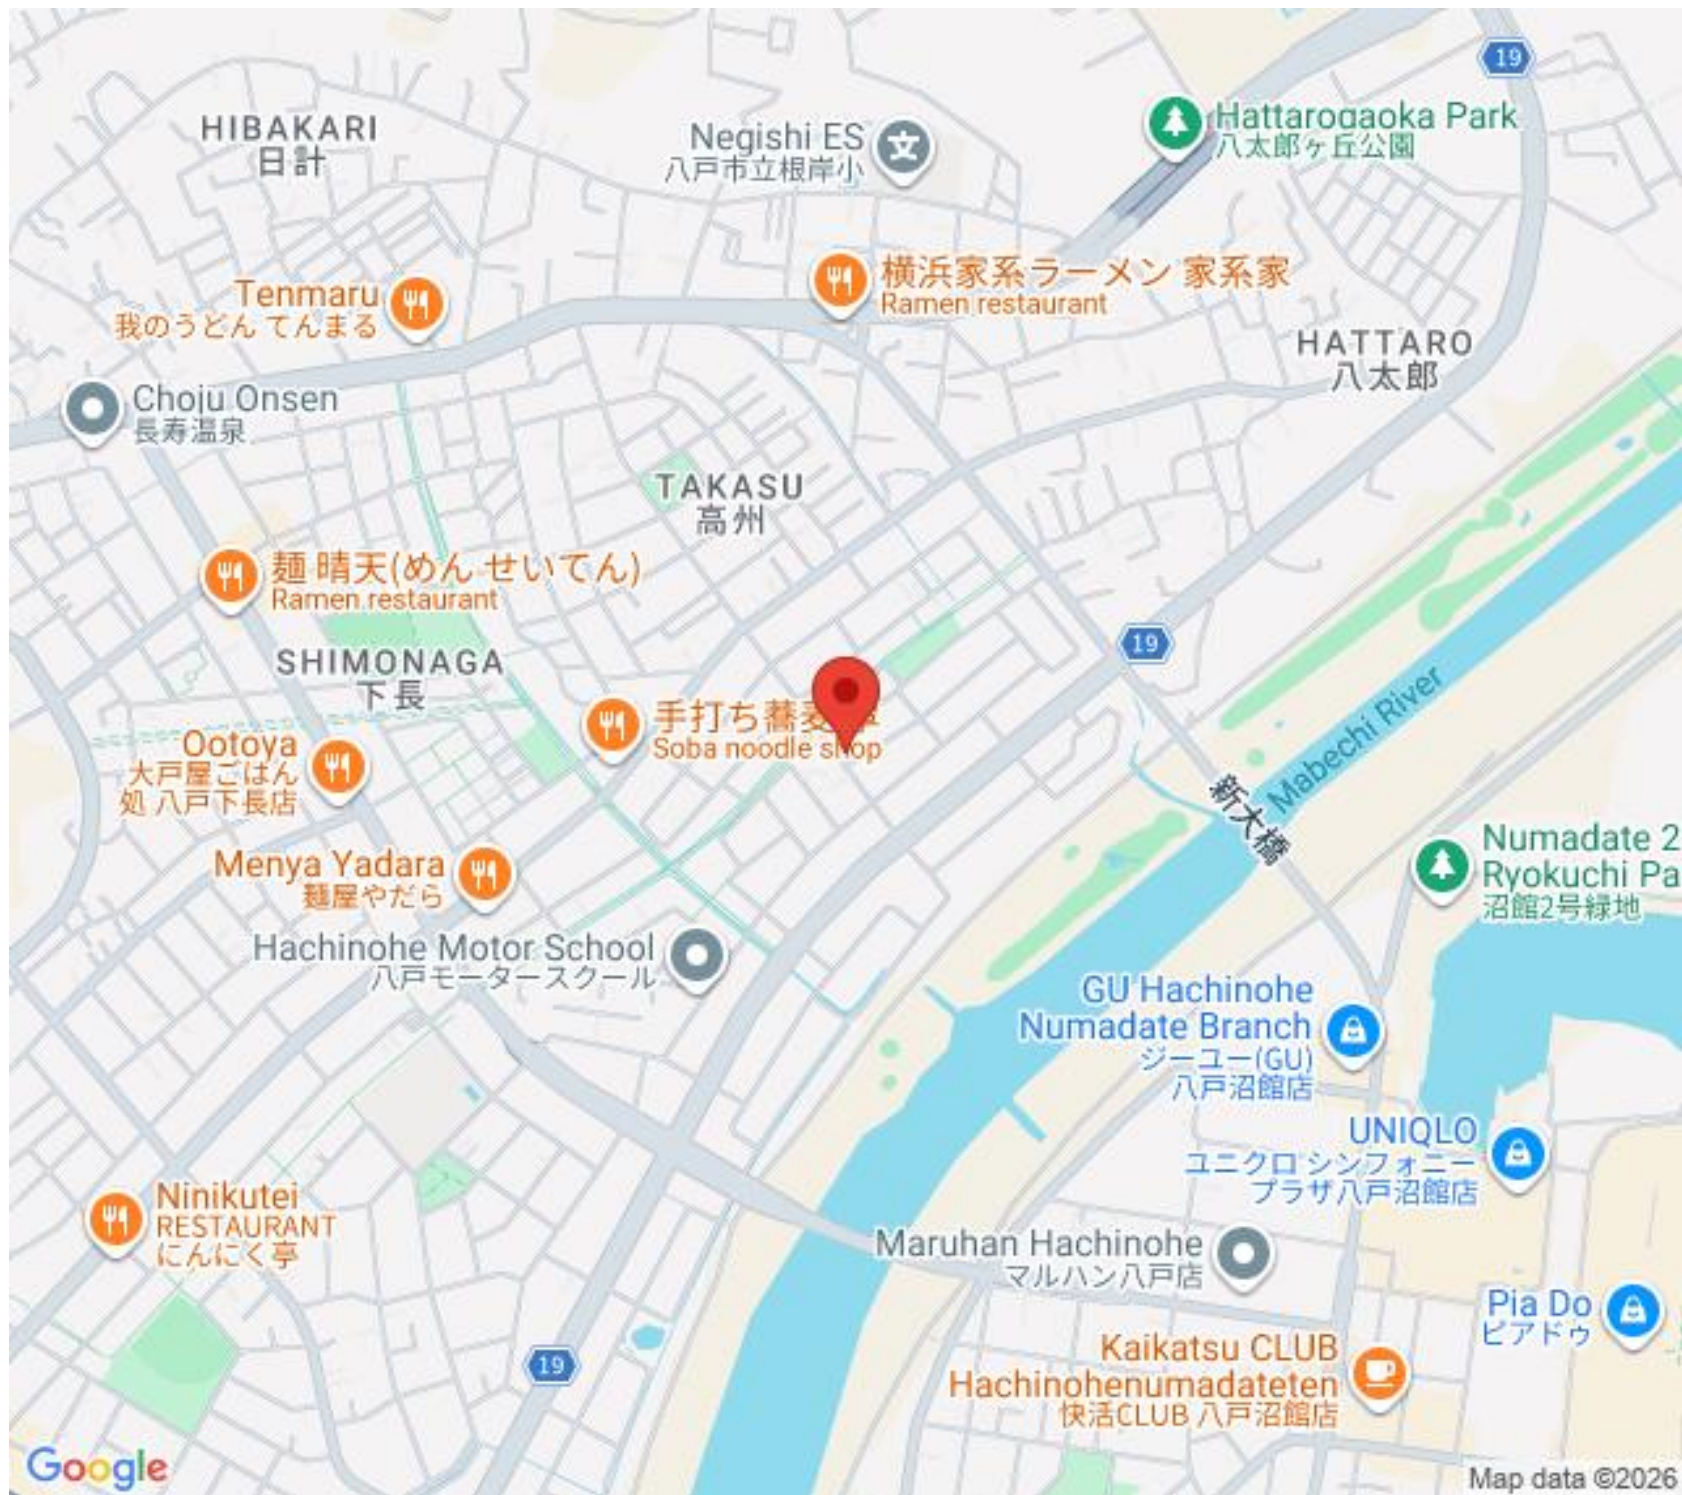 19
HIBAKARI
日計
Negishi ES
八戸市立根岸小
Hattarogaoka Park
八太郎ヶ丘公園
横浜家系ラーメン 家系家
Ramen restaurant
Tenmaru
我のうどん てんまる
HATTARO
八太郎
Choju Onsen
長寿温泉
TAKASU
高州
麺 晴天(めん せいてん)
Ramen restaurant
19
SHIMONAGA
下長
手打ち蕎麦
Soba noodle shop
Mabechi River
Ootoya
大戸屋ごはん
処 八戸下長店
新大橋
Numadate 2
Ryokuchi Pa
沼館2号緑地
Menya Yadara
麺屋やだら
Hachinohe Motor School
八戸モータースクール
GU Hachinohe
Numadate Branch
ジーユー(GU)
八戸沼館店
UNIQLO
ユニクロ シンフォニー
プラザ八戸沼館店
Ninikutei
RESTAURANT
にんにく亭
Maruhan Hachinohe
マルハン八戸店
Pia Do
ピアドゥ
19
Kaikatsu CLUB
Hachinohenumadateten
快活CLUB 八戸沼館店
Google
Map data ©2026